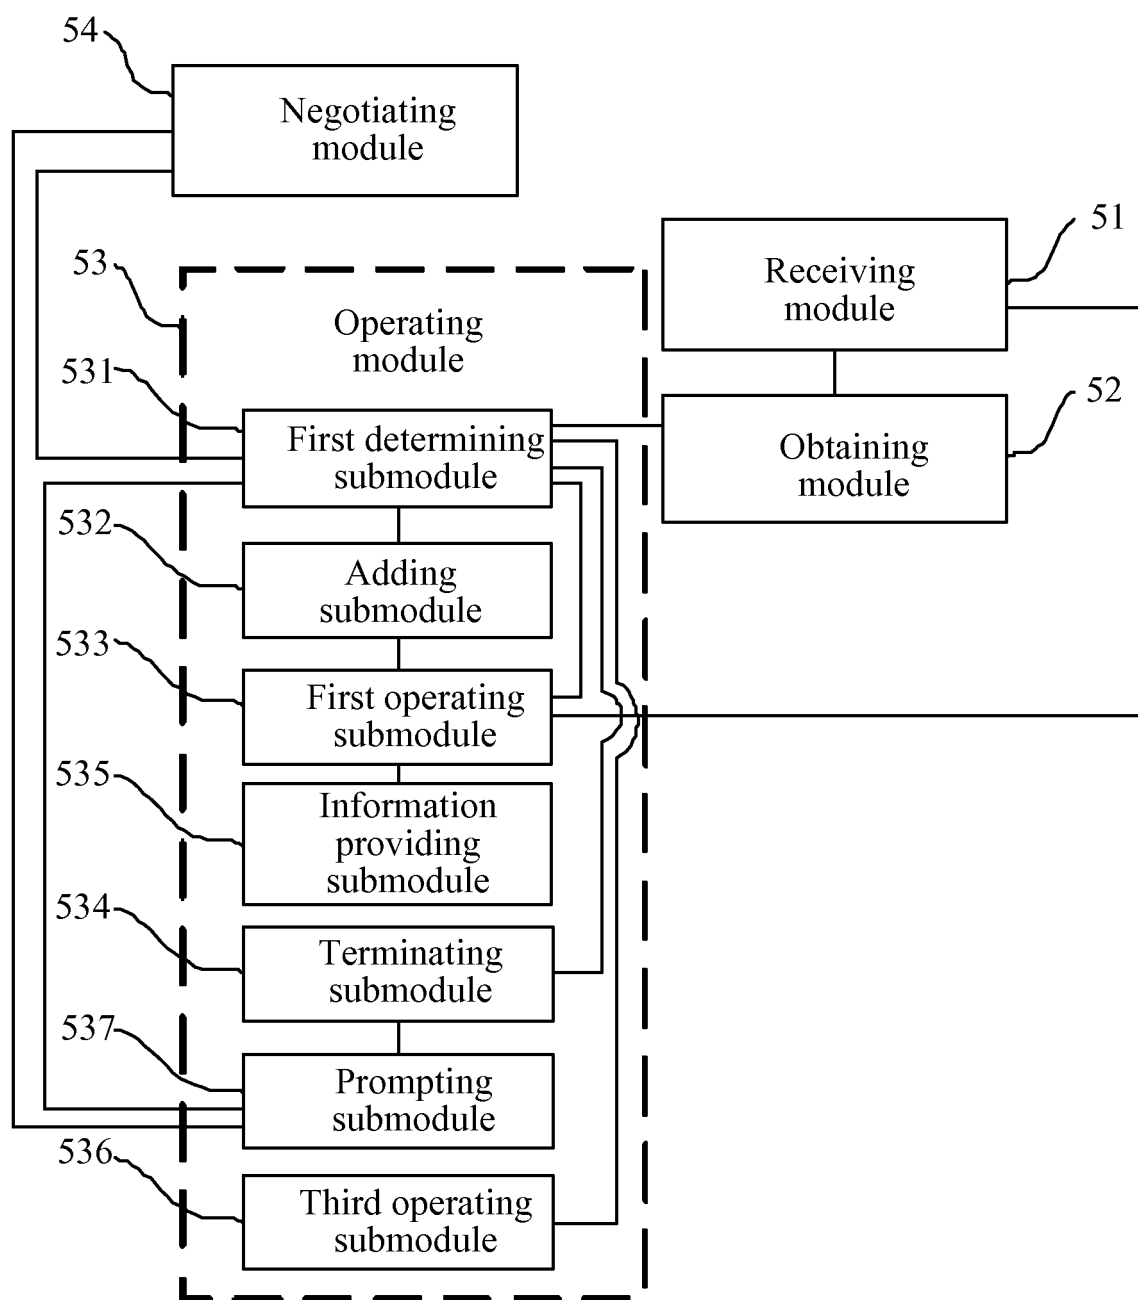 54
Negotiating
module
51
Receiving
module
53
Operating
module
52
Obtaining
module
531
First determining
submodule
532
Adding
submodule
533
First operating
submodule
535
Information
providing
submodule
534
Terminating
submodule
537
Prompting
submodule
536
Third operating
submodule